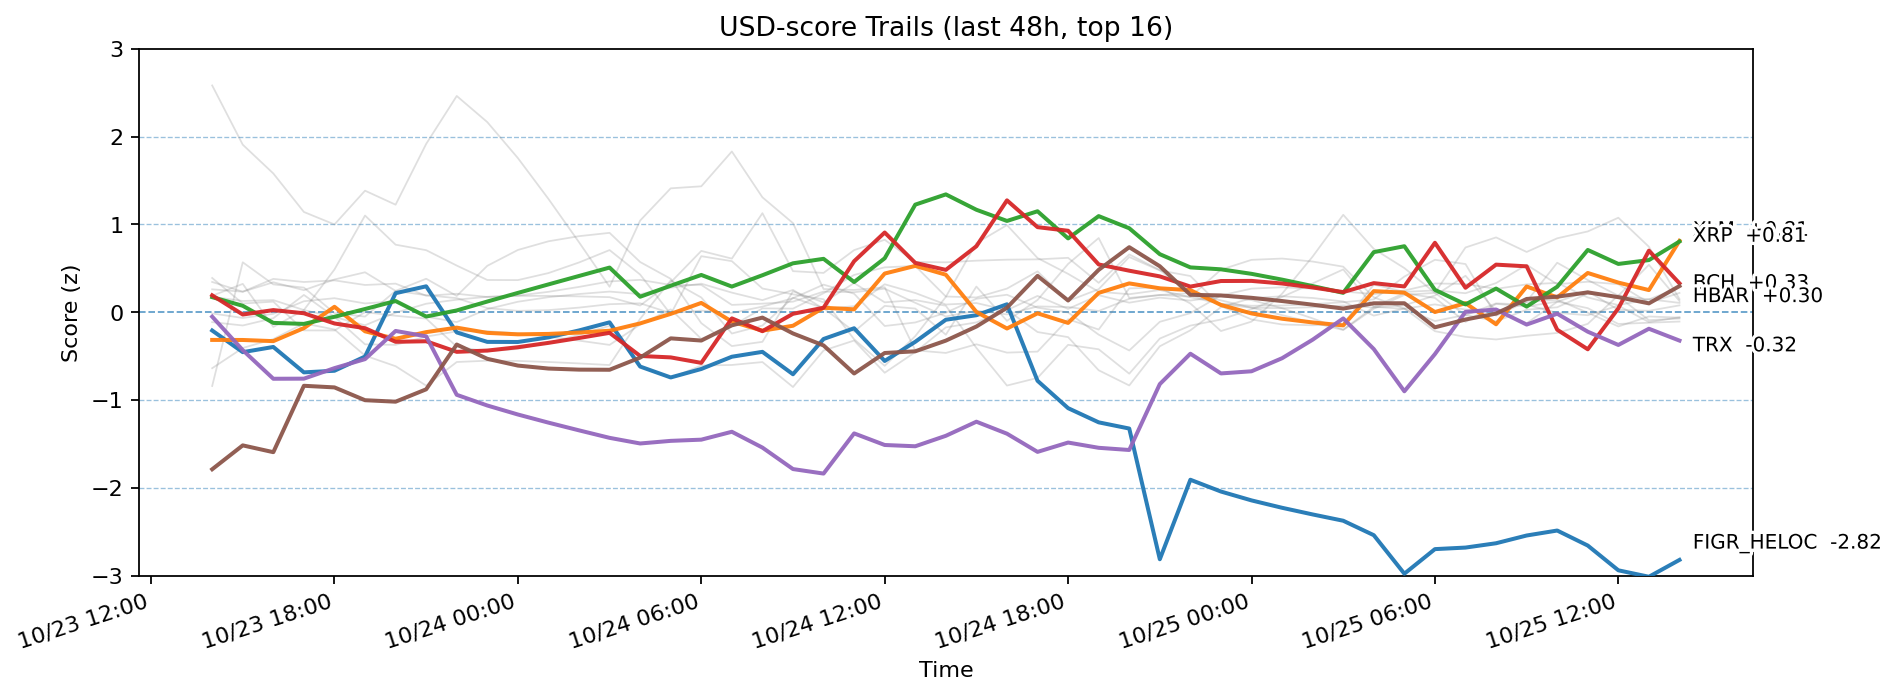 USD-score Trails (last 48h, top 16)
Score (z)
3
2
1
0
−1
−2
−3
XRP +0.81
BCH +0.33
HBAR +0.30
TRX -0.32
FIGR_HELOC -2.82
10/23 12:00
10/23 18:00
10/24 00:00
10/24 06:00
10/24 12:00
10/24 18:00
10/25 00:00
10/25 06:00
10/25 12:00
Time